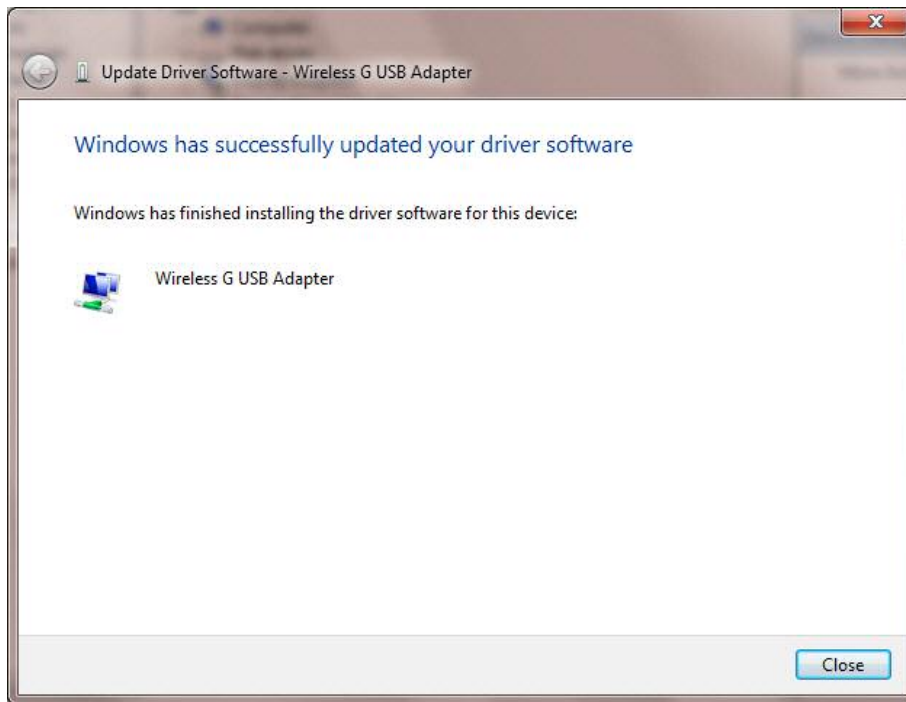 Update Driver Software - Wireless G USB Adapter
Windows has successfully updated your driver software
Windows has finished installing the driver software for this device:
Wireless G USB Adapter
Close